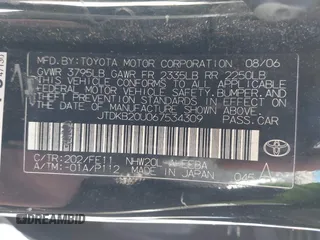 MFD.BY:TOYOTA MOTOR CORPORATION 08/06
GVWR 3795LB GAWR FR 2335LB RR 2250LB
THIS VEHICLE CONFORMS TO ALL APPLICABLE
FEDERAL MOTOR VEHICLE SAFETY, BUMPER,
AND THEFT PREVENTION STANDARDS IN EFFECT ON
THE DATE OF MANUFACTURE SHOWN ABOVE.
JTDKB20U067534309 PASS.CAR
C/TR:202/FE11 NHW20L-AHEEBA
A/TM:-01A/P112 MADE IN JAPAN 045 A
TOYOTA
DREAMBID